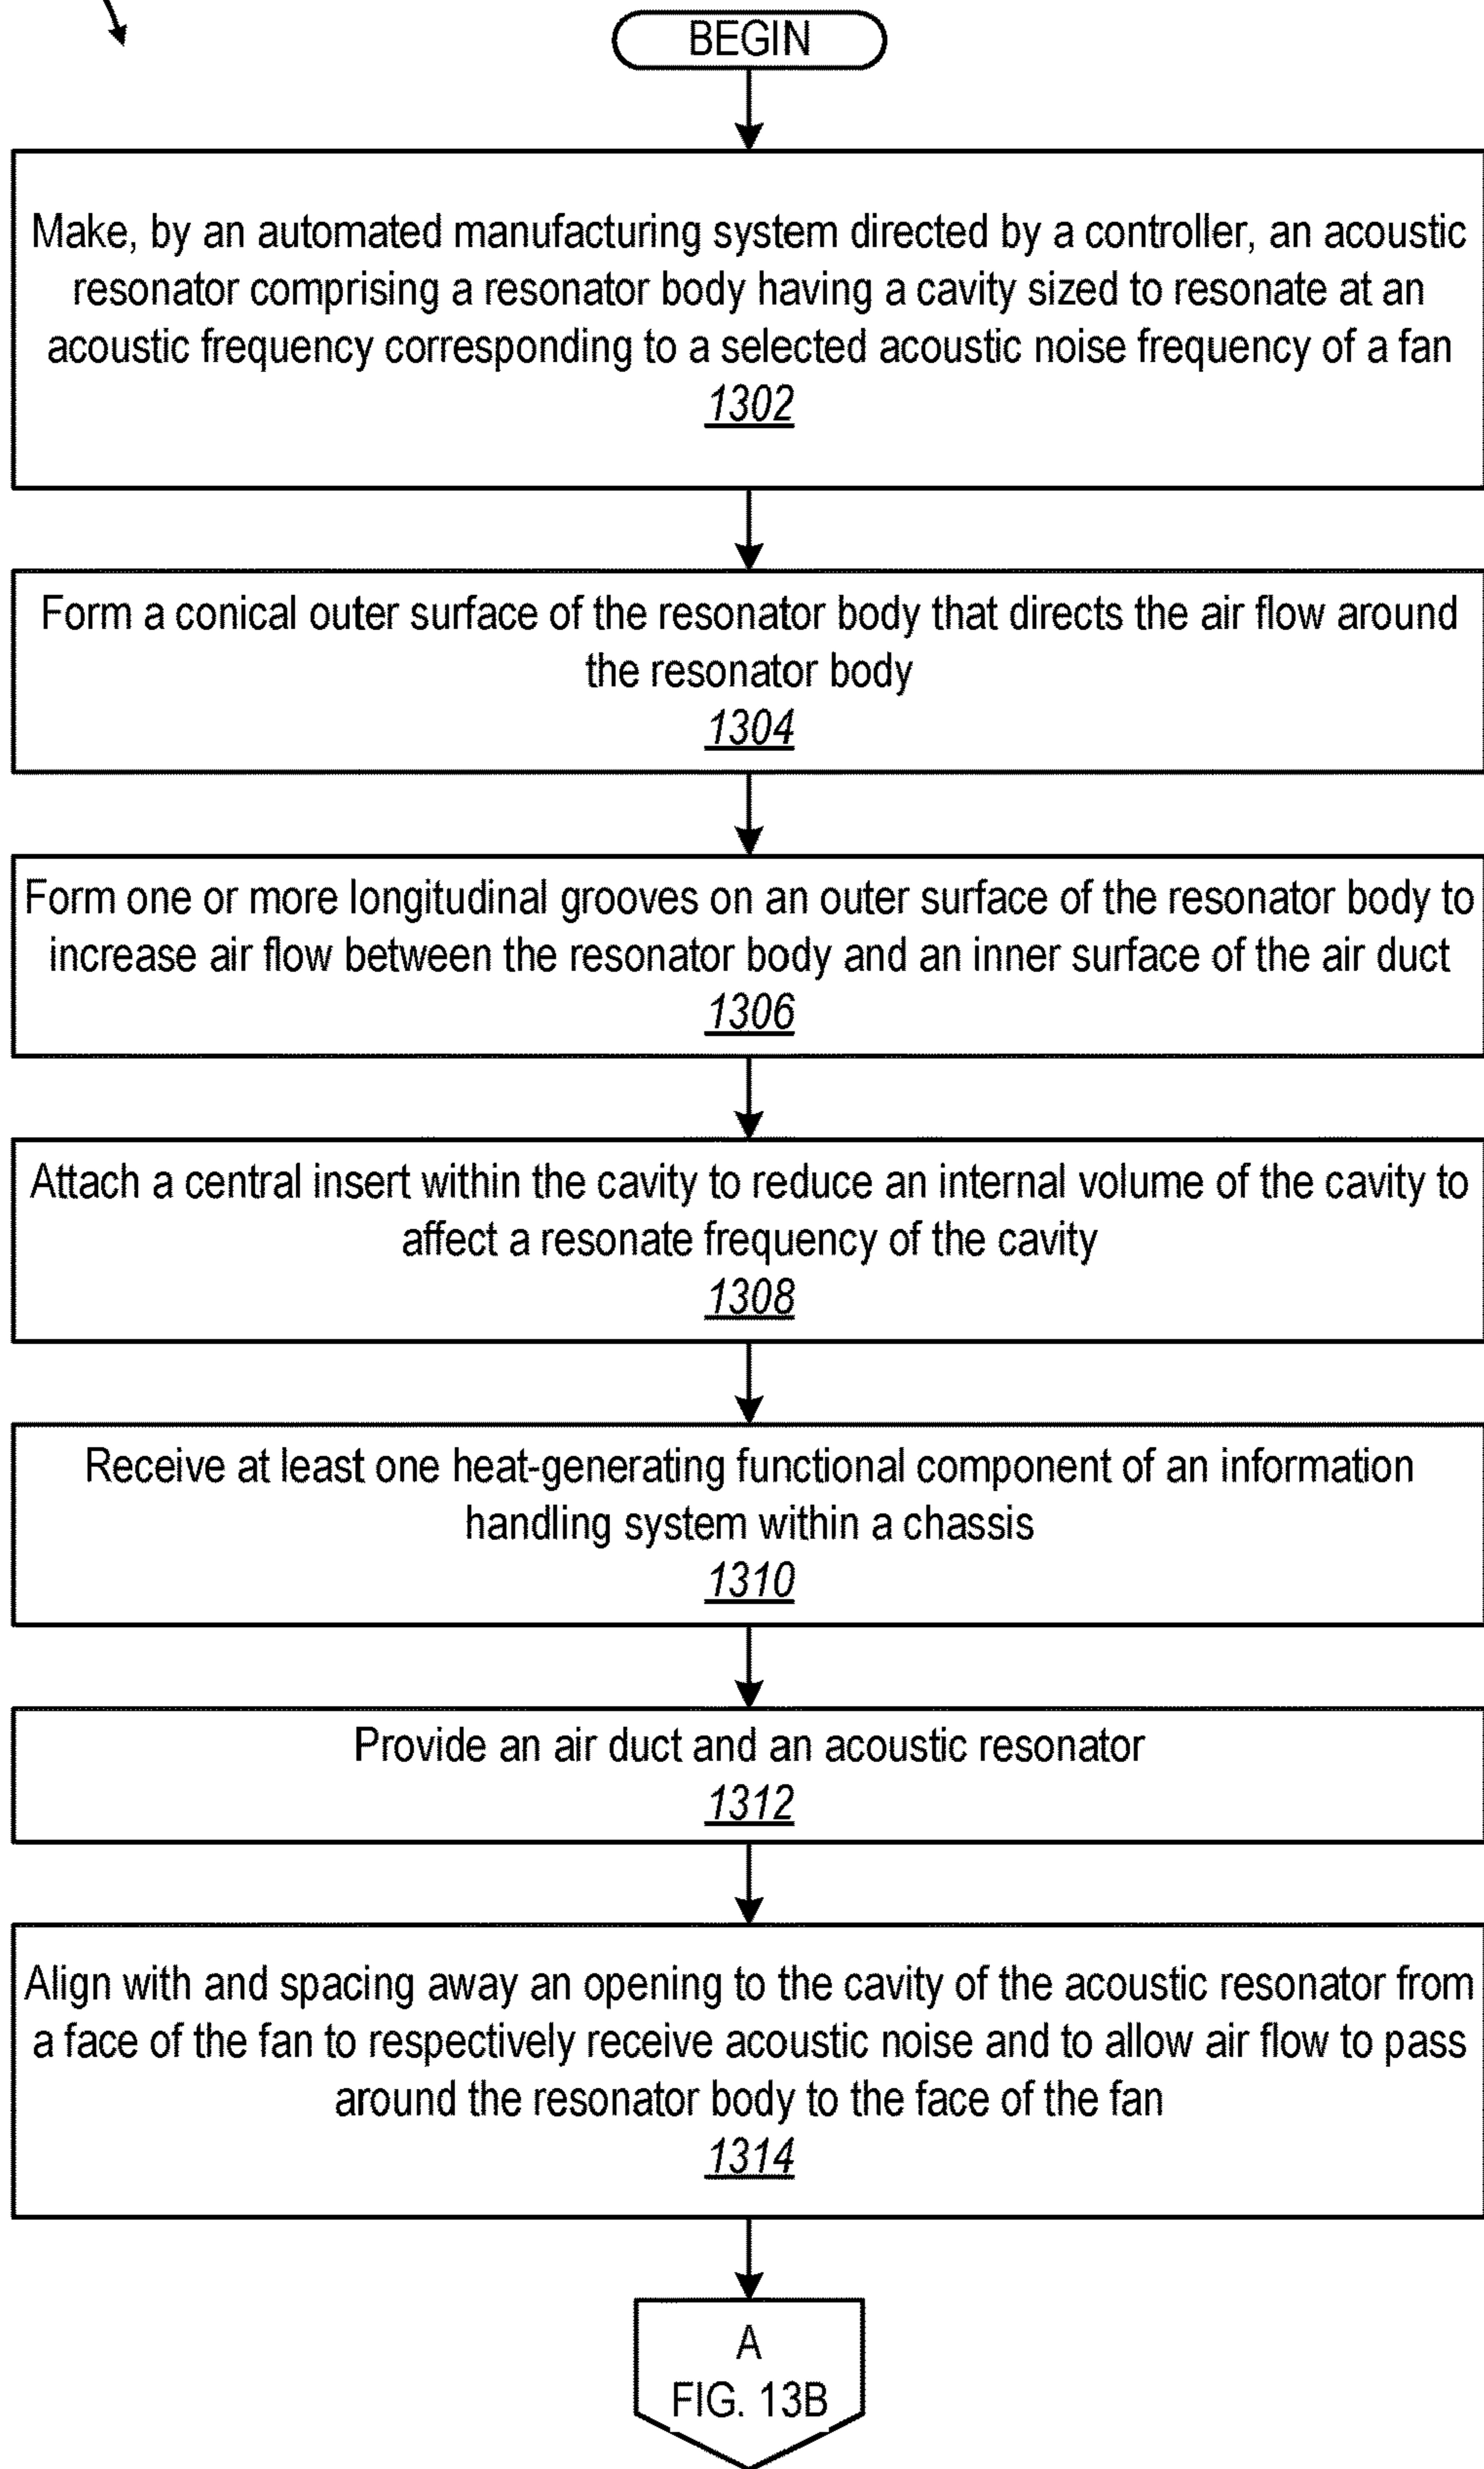 BEGIN
Make, by an automated manufacturing system directed by a controller, an acoustic
resonator comprising a resonator body having a cavity sized to resonate at an
acoustic frequency corresponding to a selected acoustic noise frequency of a fan
1302
Form a conical outer surface of the resonator body that directs the air flow around
the resonator body
1304
Form one or more longitudinal grooves on an outer surface of the resonator body to
increase air flow between the resonator body and an inner surface of the air duct
1306
Attach a central insert within the cavity to reduce an internal volume of the cavity to
affect a resonate frequency of the cavity
1308
Receive at least one heat-generating functional component of an information
handling system within a chassis
1310
Provide an air duct and an acoustic resonator
1312
Align with and spacing away an opening to the cavity of the acoustic resonator from
a face of the fan to respectively receive acoustic noise and to allow air flow to pass
around the resonator body to the face of the fan
1314
A
FIG. 13B